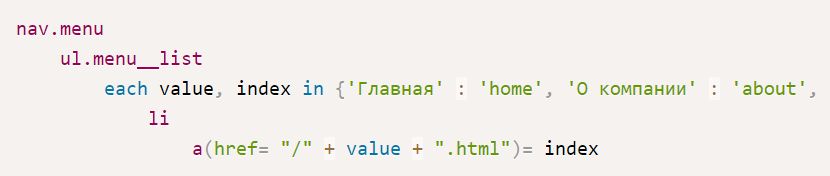 nav.menu
ul.menu__list
each value, index in {'Главная' : 'home', 'О компании' : 'about',
li
a(href= "/" + value + ".html")= index